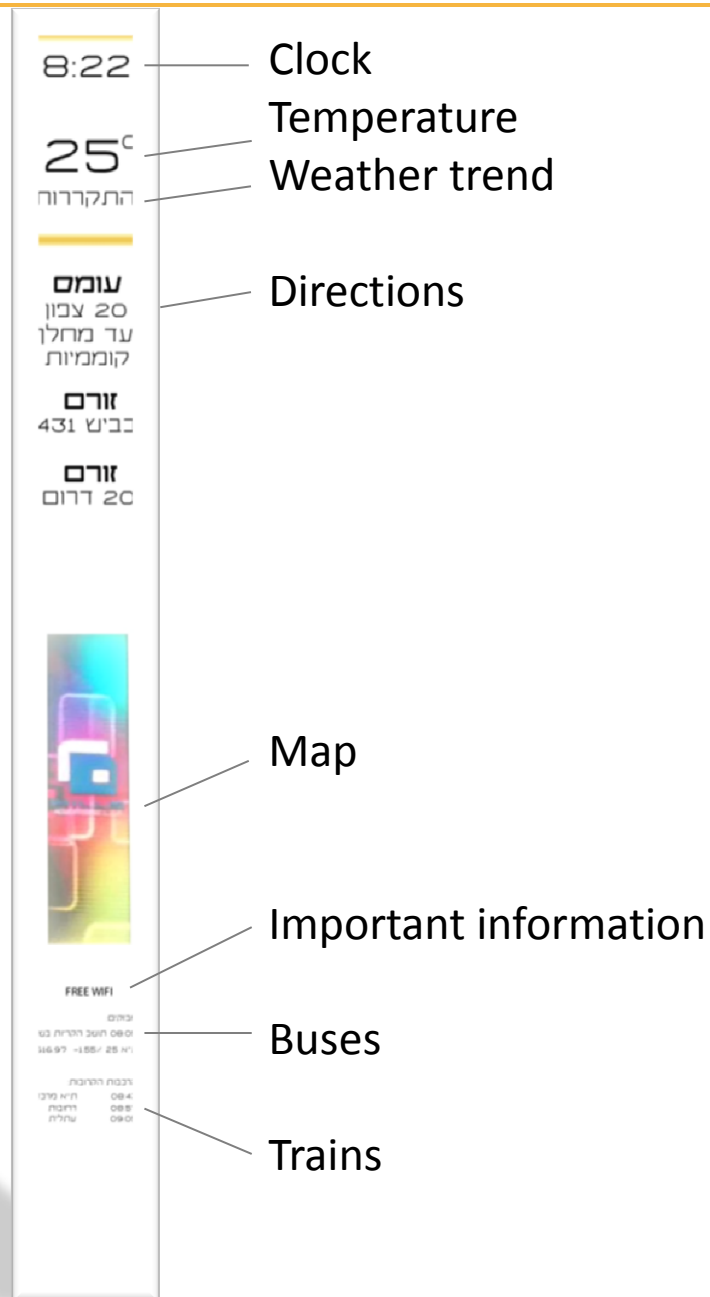 8:22
Clock
25°C
Temperature
התקררות
Weather trend
עומס
20 צפון
עד מחלף
קוממיות
Directions
זורם
כביש 431
זורם
20 דרום
Map
Important information
FREE WIFI
Buses
Trains